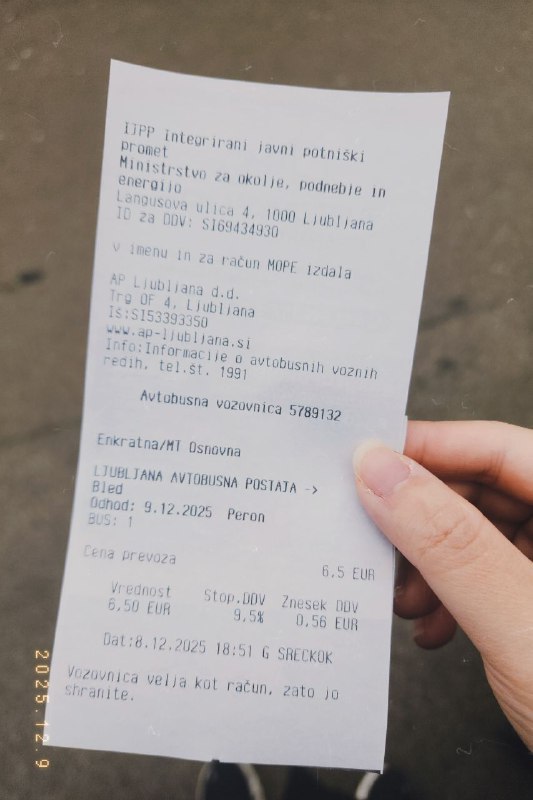 IJPP integrirani javni potniški
promet
Ministrstvo za okolje, podnebje in
energijo
Langusova ulica 4, 1000 Ljubljana
ID za DDV: SI69434930
v imenu in za račun MOPE izdala
AP Ljubljana d.d.
Trg OF 4, Ljubljana
IŠ:SI53393350
www.ap-ljubljana.si
Info:Informacije o avtobusnih voznih
redih, tel.št. 1991
Avtobusna vozovnica 5789132
Enkratna/MT Osnovna
LJUBLJANA AVTOBUSNA POSTAJA ->
Bled
Odhod: 9.12.2025 Peron
BUS: 1
Cena prevoza 6.5 EUR
Vrednost Stop.DDV Znesek DDV
6,50 EUR 9,5% 0,56 EUR
Dat:8.12.2025 18:51 G SRECKOK
Vozovnica velja kot račun, zato jo
shranite.
2025.12.9